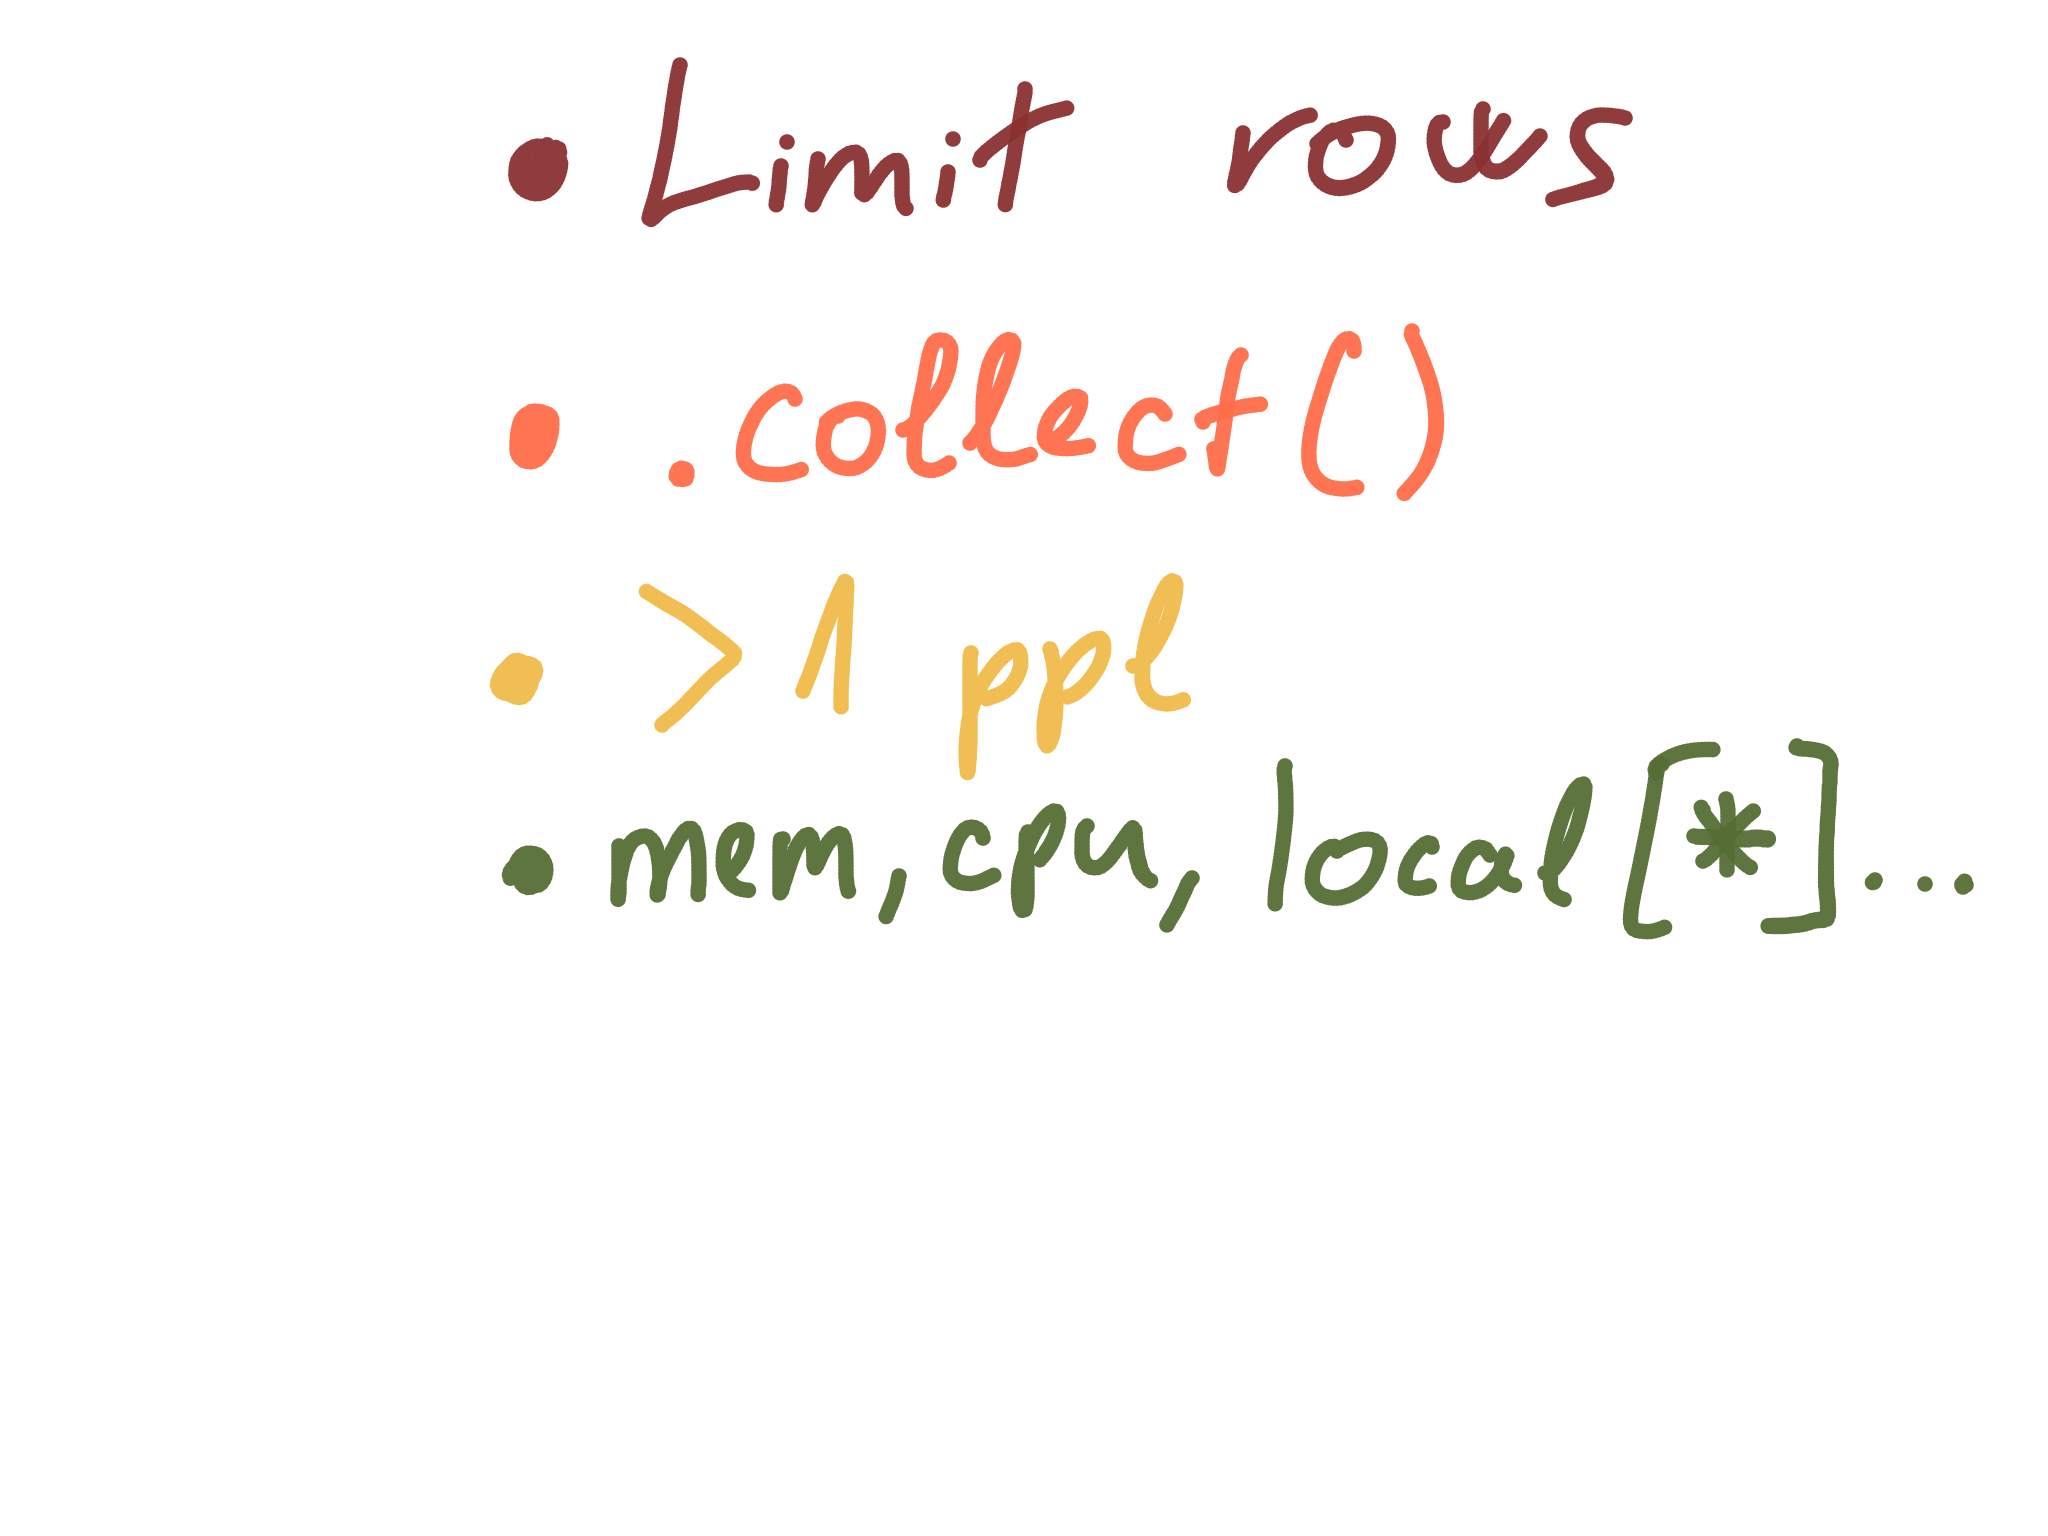 • Limit rows
• .collect()
• >1 ppl
• mem, cpu, local[*]...